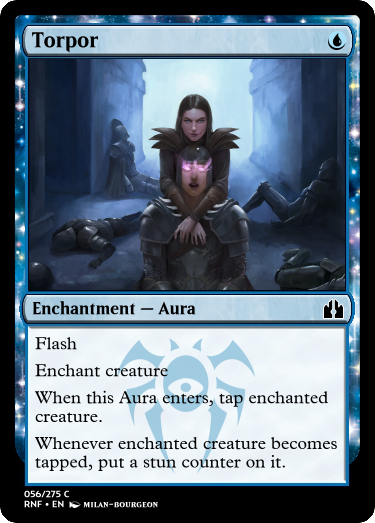 Torpor
Enchantment — Aura
Flash
Enchant creature
When this Aura enters, tap enchanted
creature.
Whenever enchanted creature becomes
tapped, put a stun counter on it.
056/275 C
RNF • EN MILAN-BOURGEON